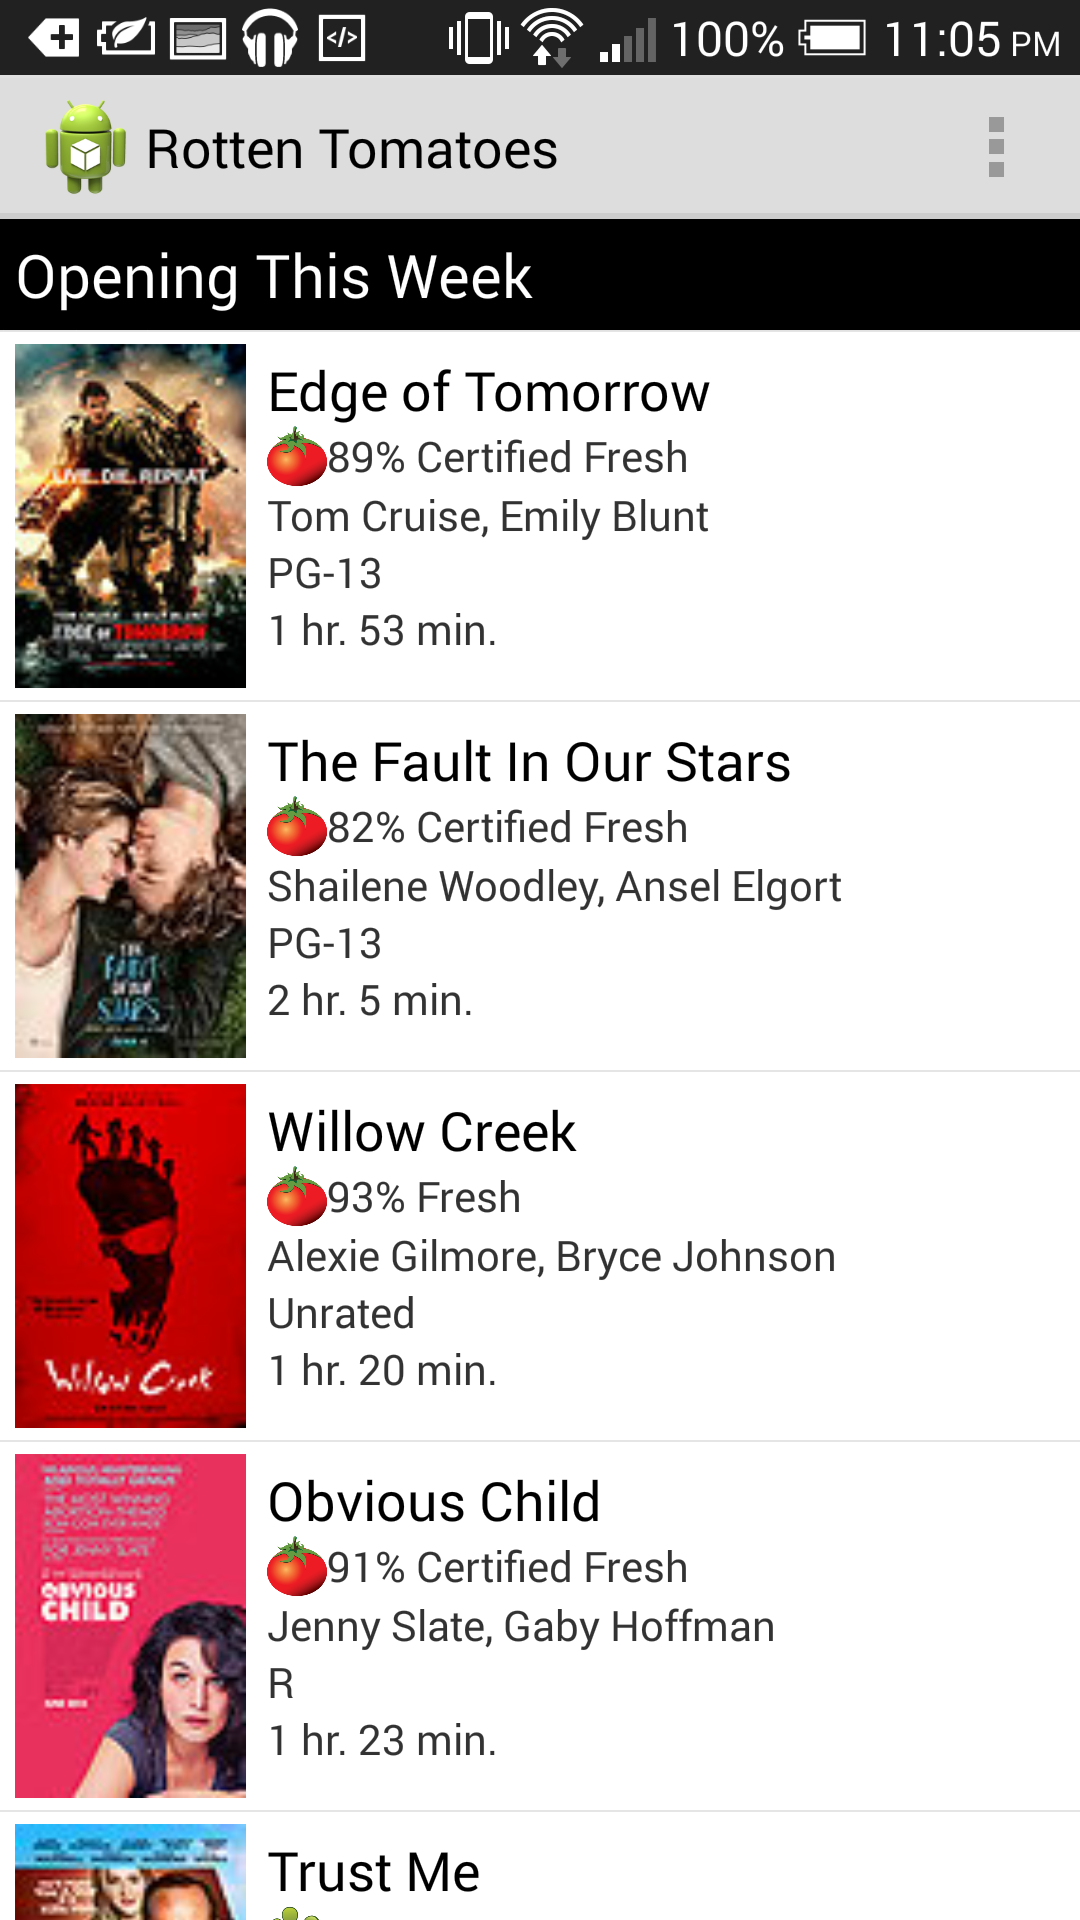 100% 11:05 PM
Rotten Tomatoes
Opening This Week
LIVE. DIE. REPEAT
EDGE OF TOMORROW
Edge of Tomorrow
89% Certified Fresh
Tom Cruise, Emily Blunt
PG-13
1 hr. 53 min.
THE FAULT IN OUR STARS
The Fault In Our Stars
82% Certified Fresh
Shailene Woodley, Ansel Elgort
PG-13
2 hr. 5 min.
Willow Creek
Willow Creek
93% Fresh
Alexie Gilmore, Bryce Johnson
Unrated
1 hr. 20 min.
OBVIOUS
CHILD
Obvious Child
91% Certified Fresh
Jenny Slate, Gaby Hoffman
R
1 hr. 23 min.
Trust Me